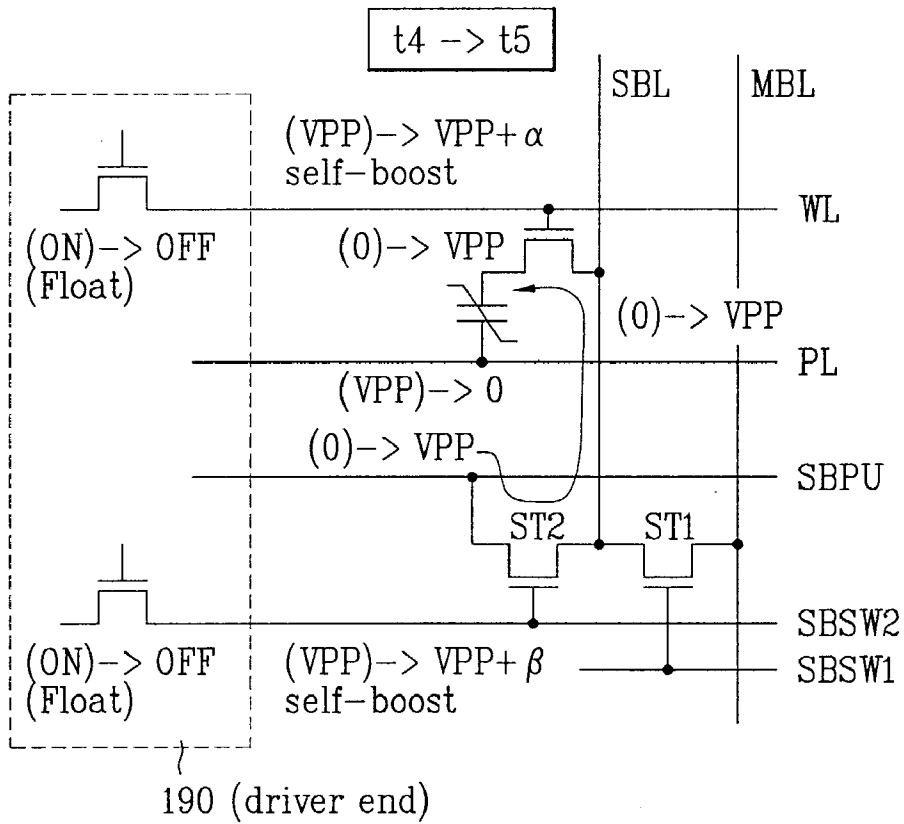 t4 -> t5
SBL
MBL
(VPP)-> VPP+α
self-boost
WL
(ON)-> OFF
(Float)
(0)-> VPP
(0)-> VPP
PL
(VPP)-> 0
(0)-> VPP
SBPU
ST2
ST1
SBSW2
(ON)-> OFF
(Float)
(VPP)-> VPP+β
self-boost
SBSW1
190 (driver end)